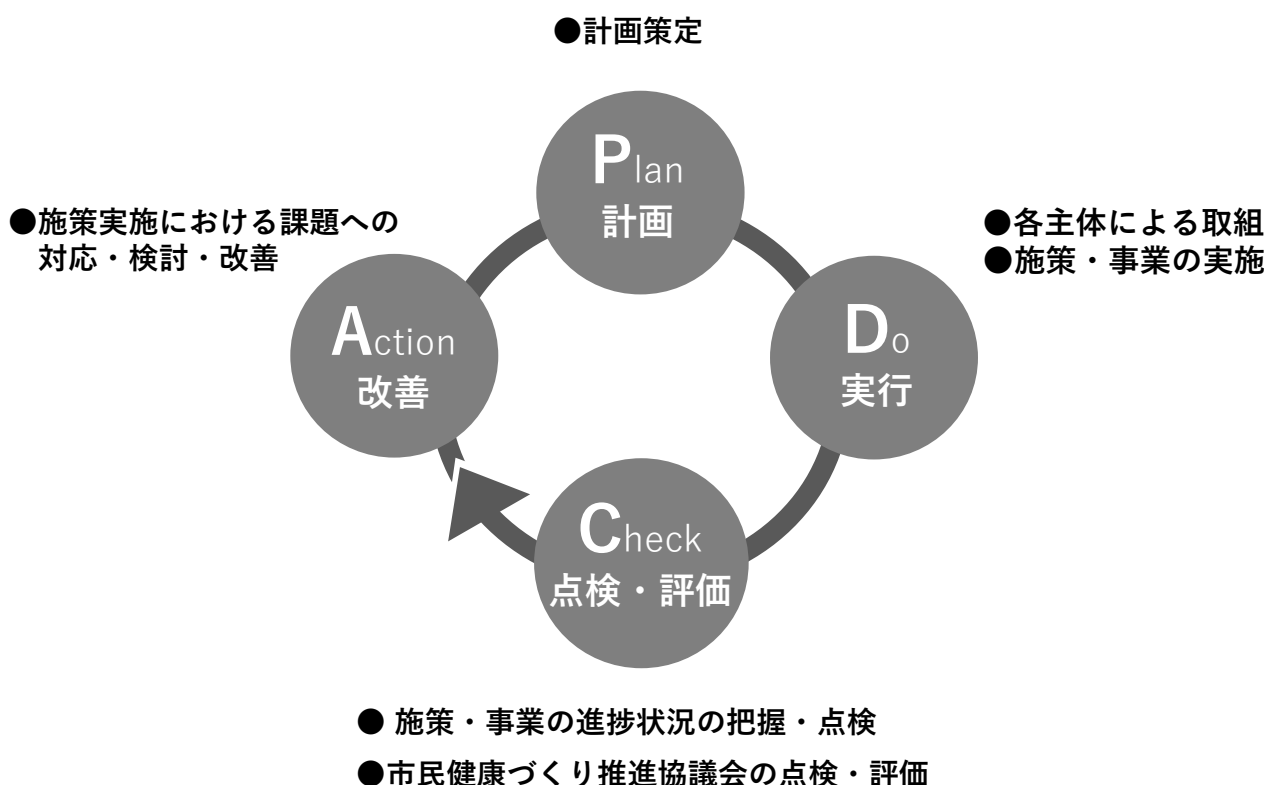 ●計画策定
Plan
計画
●施策実施における課題への
対応・検討・改善
●各主体による取組
●施策・事業の実施
Action
改善
Do
実行
Check
点検・評価
● 施策・事業の進捗状況の把握・点検
●市民健康づくり推進協議会の点検・評価